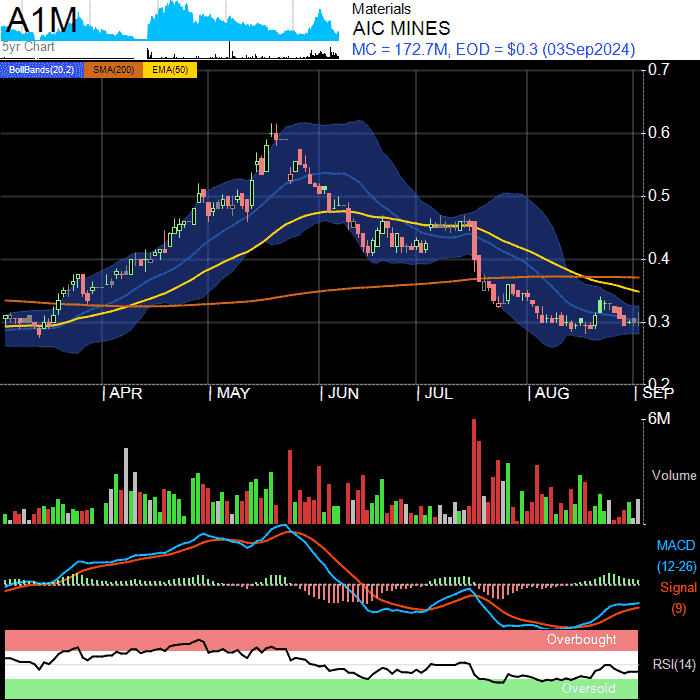 A1M
5yr Chart
Materials
AIC MINES
MC = 172.7M, EOD = $0.3 (03Sep2024)
BollBands(20,2) SMA(200) EMA(50)
0.7
0.6
0.5
0.4
0.3
0.2
APR MAY JUN JUL AUG SEP
6M
Volume
MACD
(12-26)
Signal
(9)
Overbought
RSI(14)
Oversold